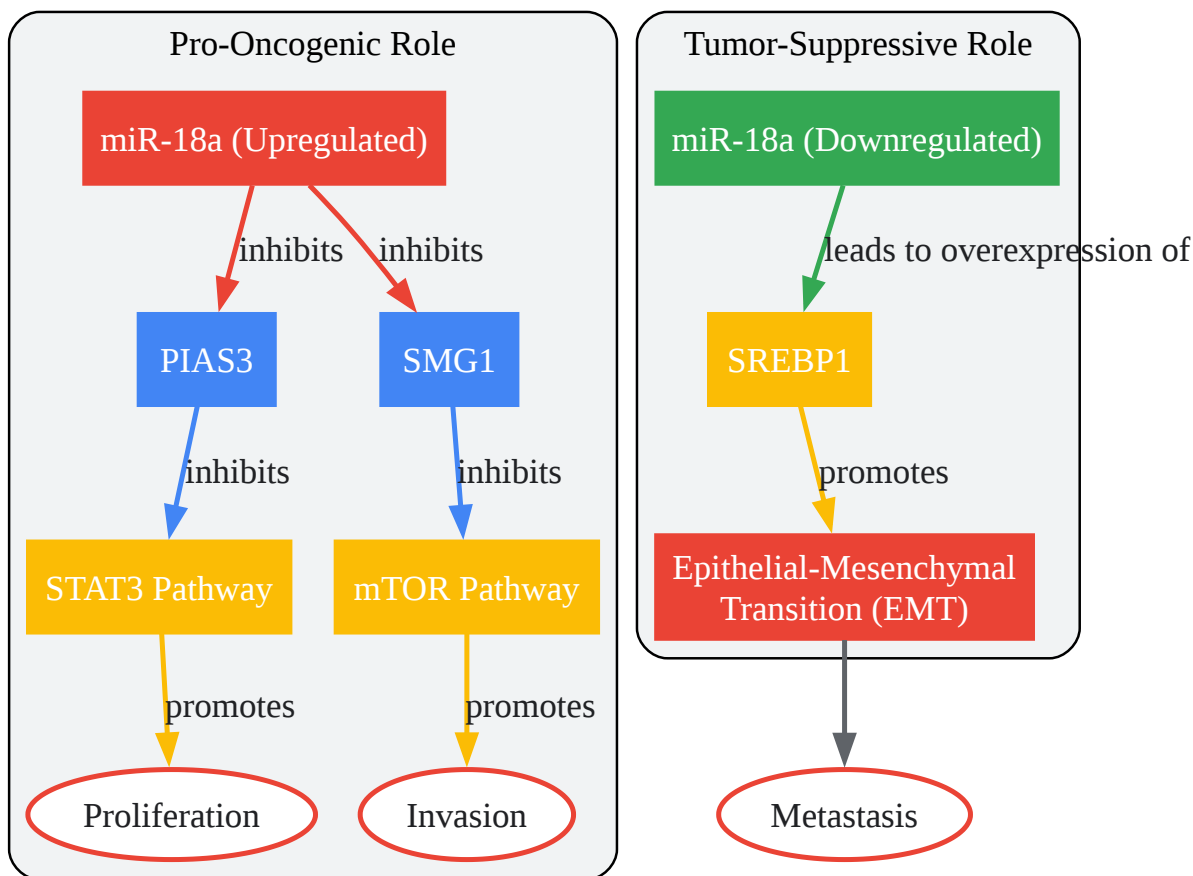 Pro-Oncogenic Role
miR-18a (Upregulated)
inhibits
inhibits
PIAS3
SMG1
inhibits
inhibits
STAT3 Pathway
mTOR Pathway
promotes
promotes
Proliferation
Invasion
Tumor-Suppressive Role
miR-18a (Downregulated)
leads to overexpression of
SREBP1
promotes
Epithelial-Mesenchymal
Transition (EMT)
Metastasis